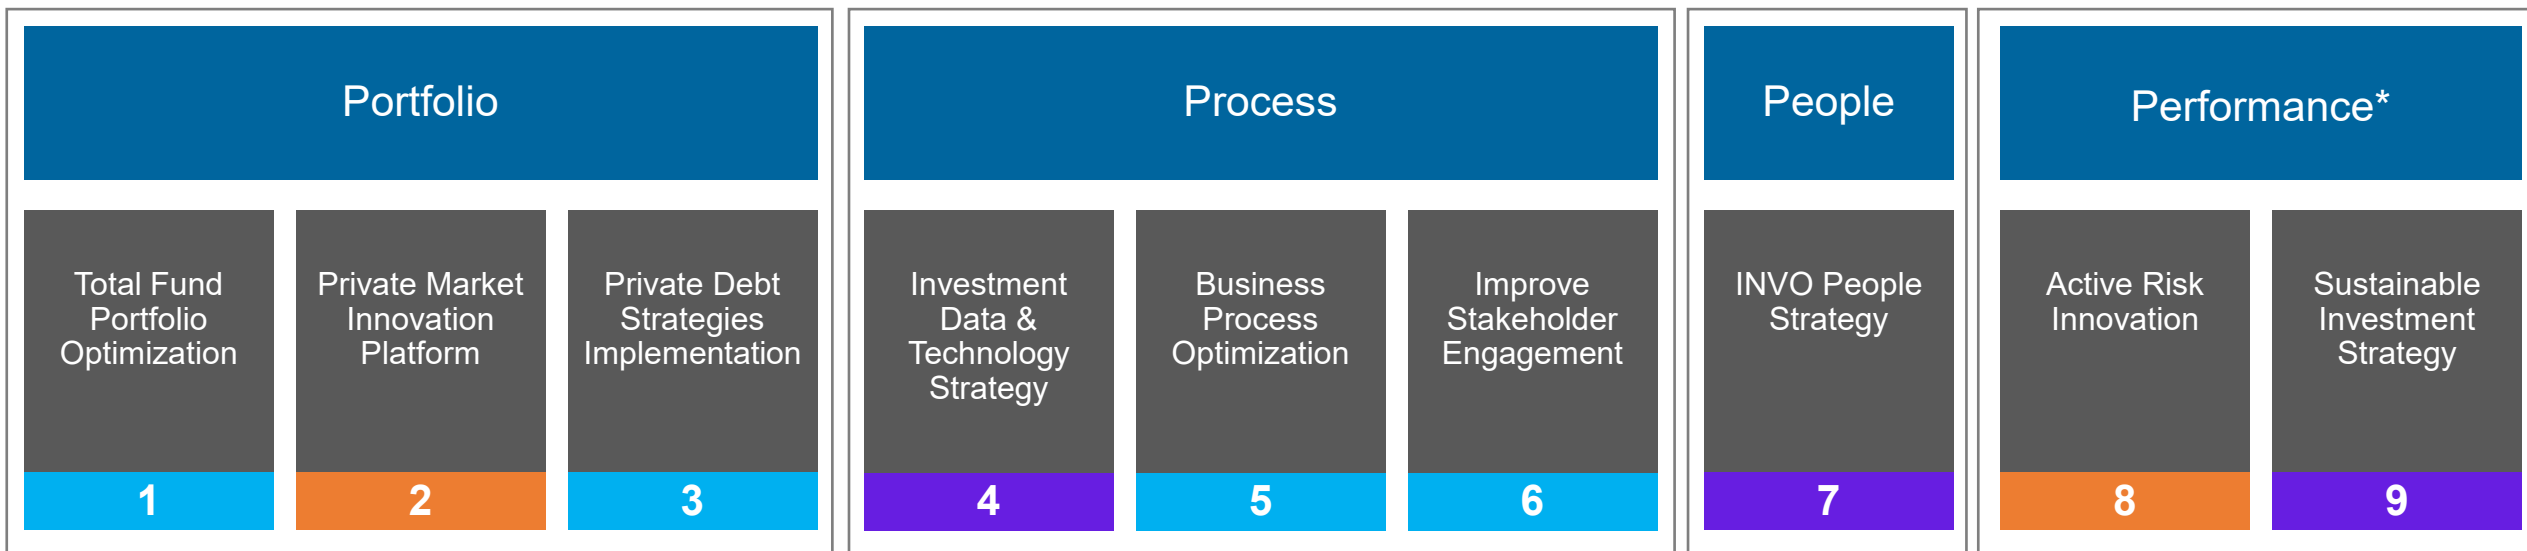 Portfolio
Process
People
Performance*
Total Fund
Portfolio
Optimization
Private Market
Innovation
Platform
Private Debt
Strategies
Implementation
Investment
Data &
Technology
Strategy
Business
Process
Optimization
Improve
Stakeholder
Engagement
INVO People
Strategy
Active Risk
Innovation
Sustainable
Investment
Strategy
1
2
3
4
5
6
7
8
9